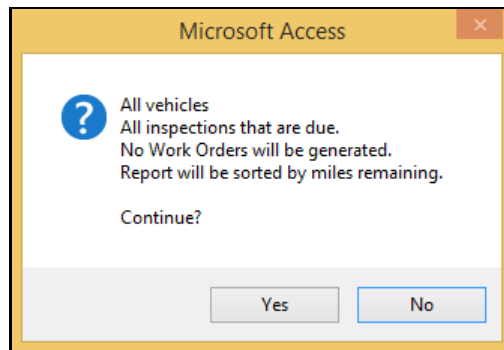 Microsoft Access
All vehicles
All inspections that are due.
No Work Orders will be generated.
Report will be sorted by miles remaining.
Continue?
Yes
No